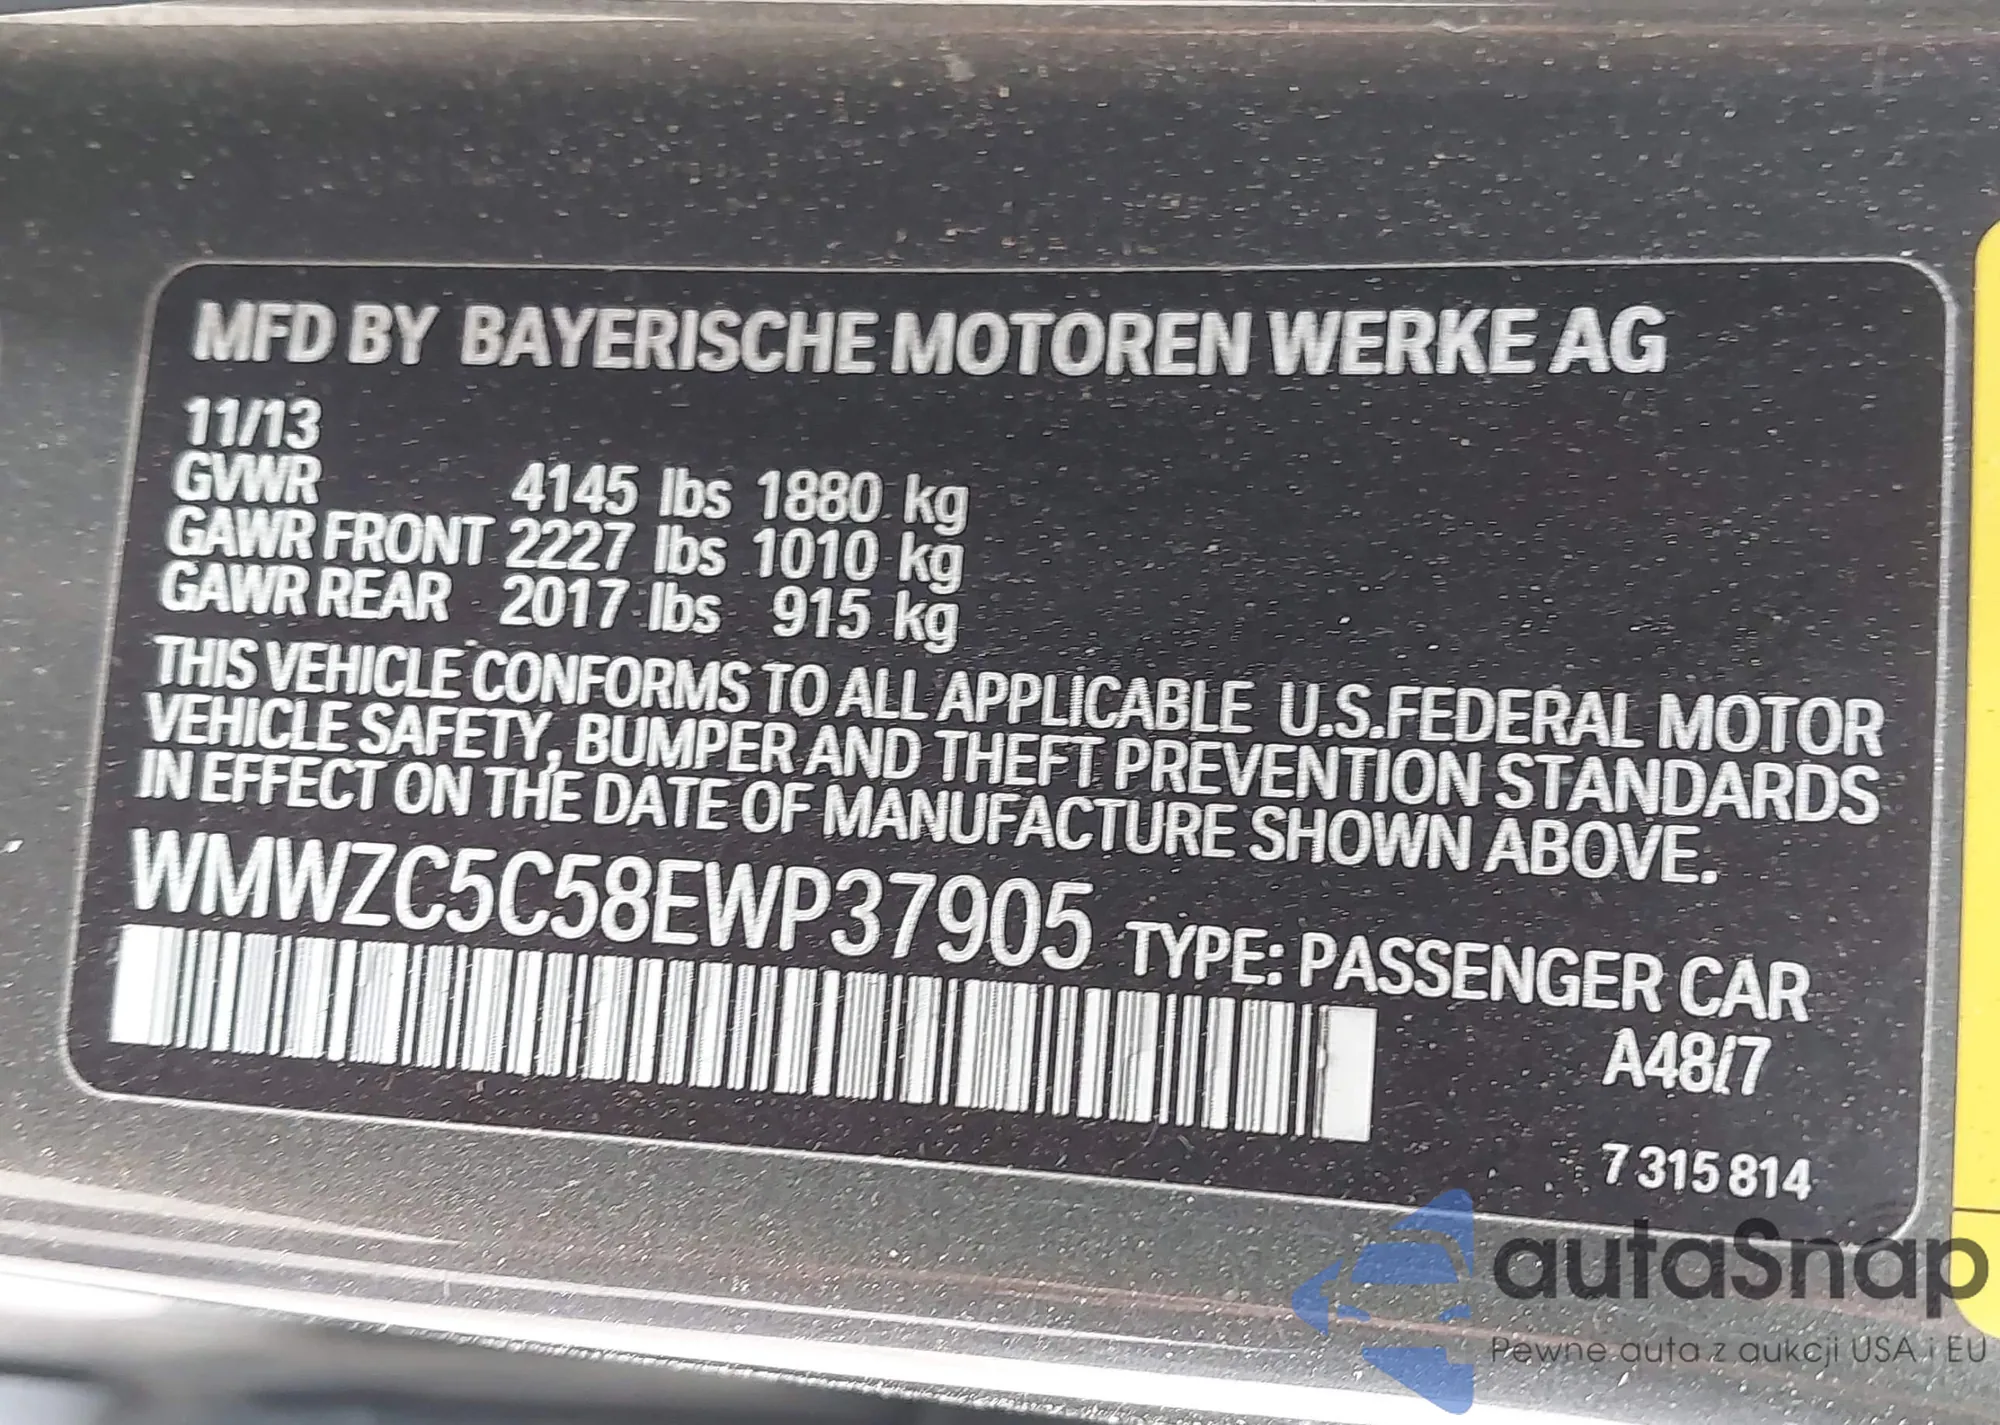 MFD BY BAYERISCHE MOTOREN WERKE AG
11/13
GVWR 4145 lbs 1880 kg
GAWR FRONT 2227 lbs 1010 kg
GAWR REAR 2017 lbs 915 kg
THIS VEHICLE CONFORMS TO ALL APPLICABLE U.S.FEDERAL MOTOR
VEHICLE SAFETY, BUMPER AND THEFT PREVENTION STANDARDS
IN EFFECT ON THE DATE OF MANUFACTURE SHOWN ABOVE.
WMWZC5C58EWP37905 TYPE: PASSENGER CAR
A48/7
7 315 814
autaSnap
Pewne auta z aukcji USA i EU